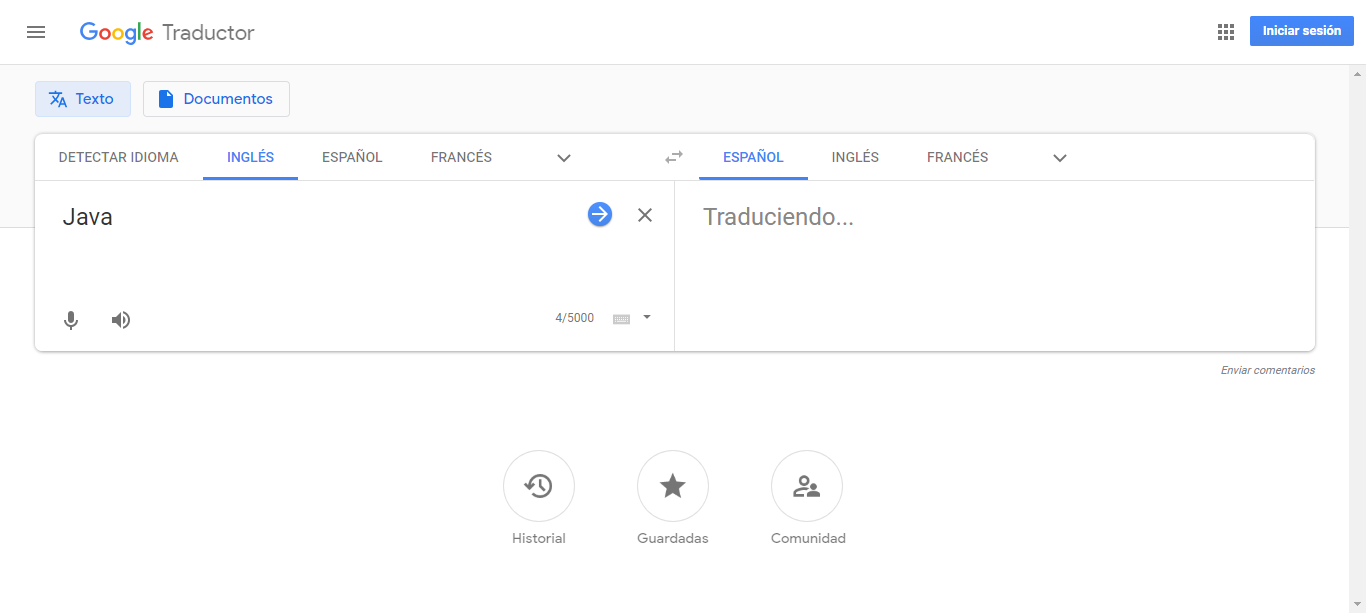 Google Traductor
Iniciar sesión
Texto
Documentos
DETECTAR IDIOMA INGLÉS ESPAÑOL FRANCÉS
ESPAÑOL INGLÉS FRANCÉS
Java
Traduciendo...
4/5000
Enviar comentarios
Historial
Guardadas
Comunidad